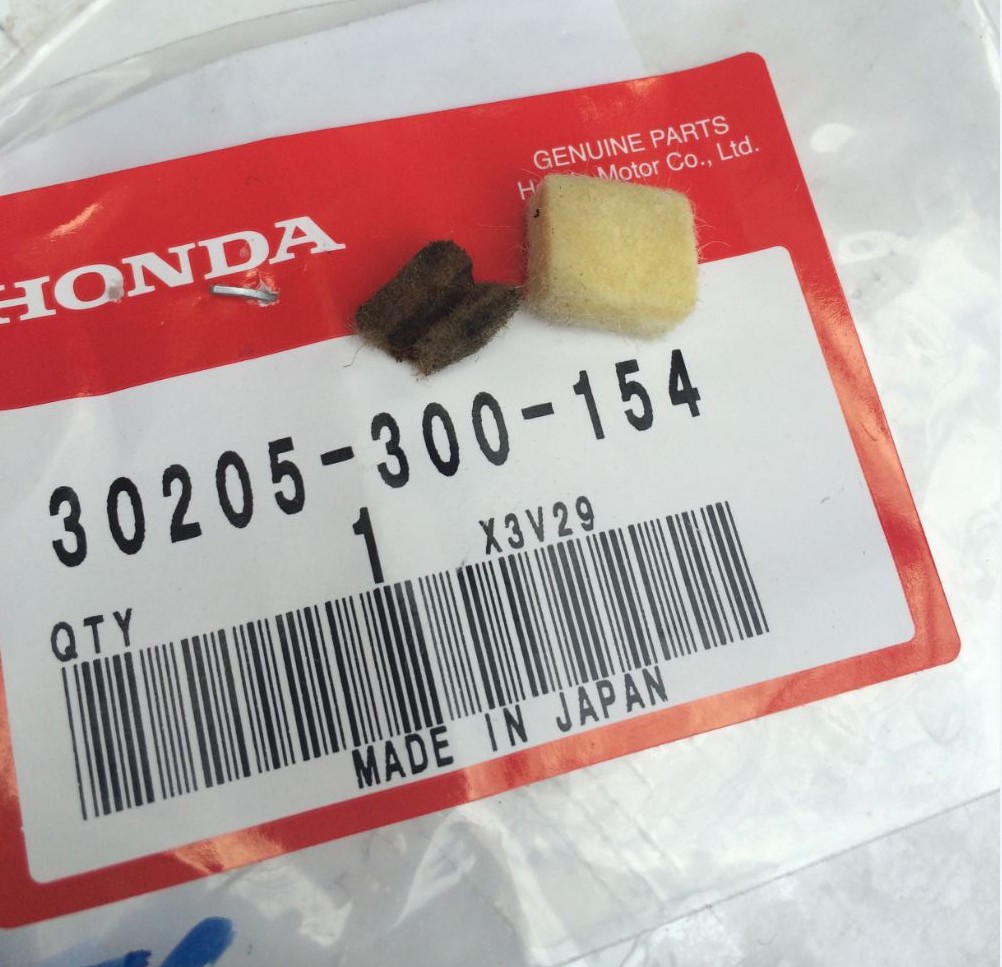 GENUINE PARTS
Motor Co., Ltd.
HONDA
30205-300-154
1 X3V29
QTY
MADE IN JAPAN